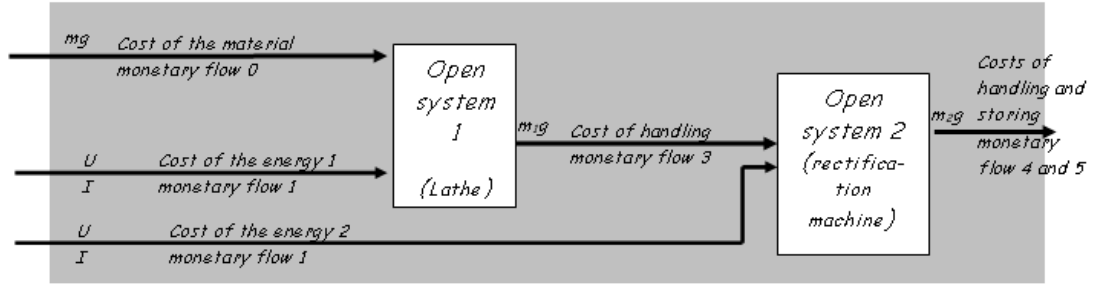 mg Cost of the material
monetary flow 0
U Cost of the energy 1
I monetary flow 1
U Cost of the energy 2
I monetary flow 1
Open
system
1
(Lathe)
m₁g Cost of handling
monetary flow 3
Open
system 2
(rectifica-
tion
machine)
m₂g
Costs of
handling and
storing
monetary
flow 4 and 5